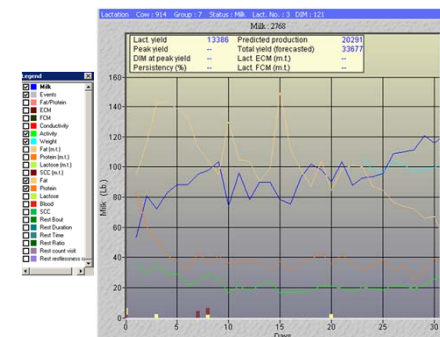 Lactation Cow : 914 Group : 7 Status : Milk Lact. No. : 3 DIM : 121
Milk : 2768
Lact. yield 13386 Predicted production 20291
Peak yield -- Total yield (forecasted) 33677
DIM at peak yield -- Lact. ECM (m.t.) --
Persistency (%) -- Lact. FCM (m.t.) --
Legend
Milk
Events
Fat/Protein
ECM
FCM
Conductivity
Activity
Weight
Fat (m.t.)
Protein (m.t.)
Lactose (m.t.)
SCC (m.t.)
Fat
Protein
Lactose
Blood
SCC
Rest Bout
Rest Duration
Rest Time
Rest Ratio
Rest count visit
Rest restlessness
Milk (Lb.)
160
140
120
100
80
60
40
20
0
0 5 10 15 20 25 30
Days